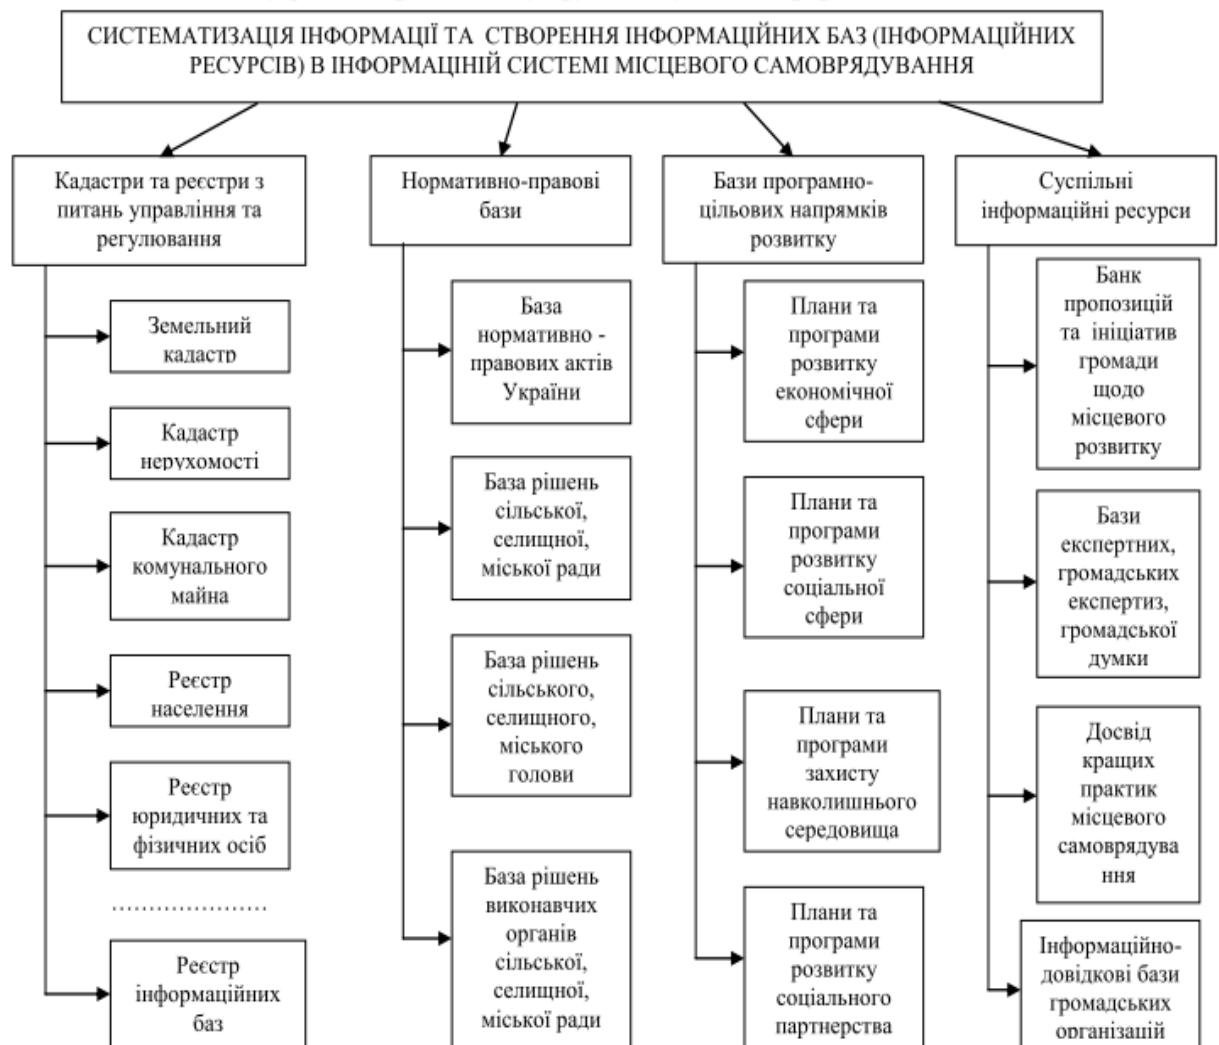 СИСТЕМАТИЗАЦІЯ ІНФОРМАЦІЇ ТА СТВОРЕННЯ ІНФОРМАЦІЙНИХ БАЗ (ІНФОРМАЦІЙНИХ
РЕСУРСІВ) В ІНФОРМАЦІНІЙ СИСТЕМІ МІСЦЕВОГО САМОВРЯДУВАННЯ
Кадастри та реєстри з
питань управління та
регулювання
Земельний
кадастр
Кадастр
нерухомості
Кадастр
комунального
майна
Реєстр
населення
Реєстр
юридичних та
фізичних осіб
......................
Реєстр
інформаційних
баз
Нормативно-правові
бази
База
нормативно -
правових актів
України
База рішень
сільської,
селищної,
міської ради
База рішень
сільського,
селищного,
міського
голови
База рішень
виконавчих
органів
сільської,
селищної,
міської ради
Бази програмно-
цільових напрямків
розвитку
Плани та
програми
розвитку
економічної
сфери
Плани та
програми
розвитку
соціальної
сфери
Плани та
програми
захисту
навколишнього
середовища
Плани та
програми
розвитку
соціального
партнерства
Суспільні
інформаційні ресурси
Банк
пропозицій
та ініціатив
громади
щодо
місцевого
розвитку
Бази
експертних,
громадських
експертиз,
громадської
думки
Досвід
кращих
практик
місцевого
самоврядува
ння
Інформаційно-
довідкові бази
громадських
організацій